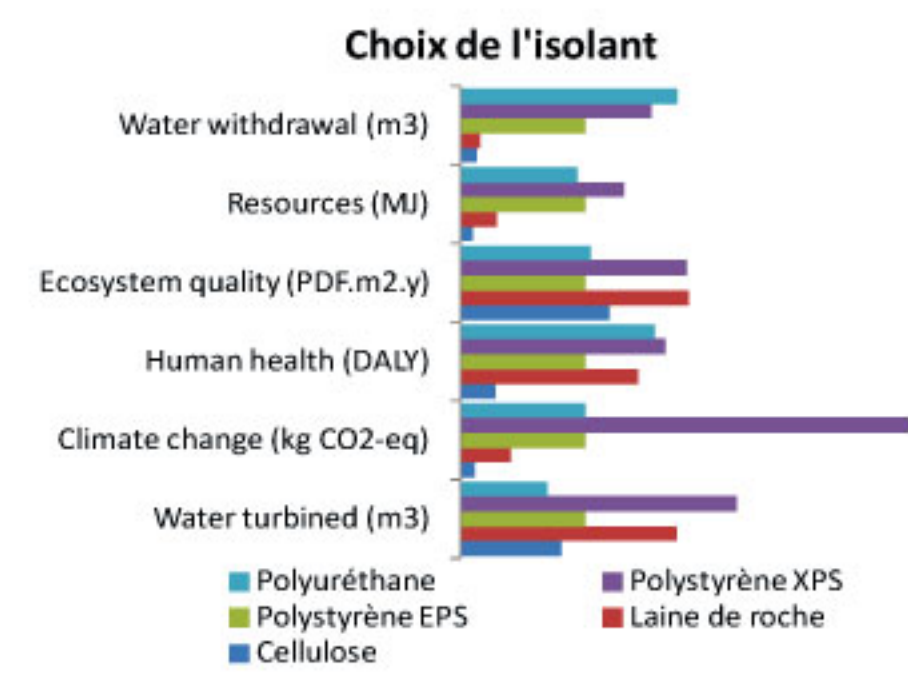 Choix de l'isolant
Water withdrawal (m3)
Resources (MJ)
Ecosystem quality (PDF.m2.y)
Human health (DALY)
Climate change (kg CO2-eq)
Water turbined (m3)
Polyuréthane
Polystyrène XPS
Polystyrène EPS
Laine de roche
Cellulose